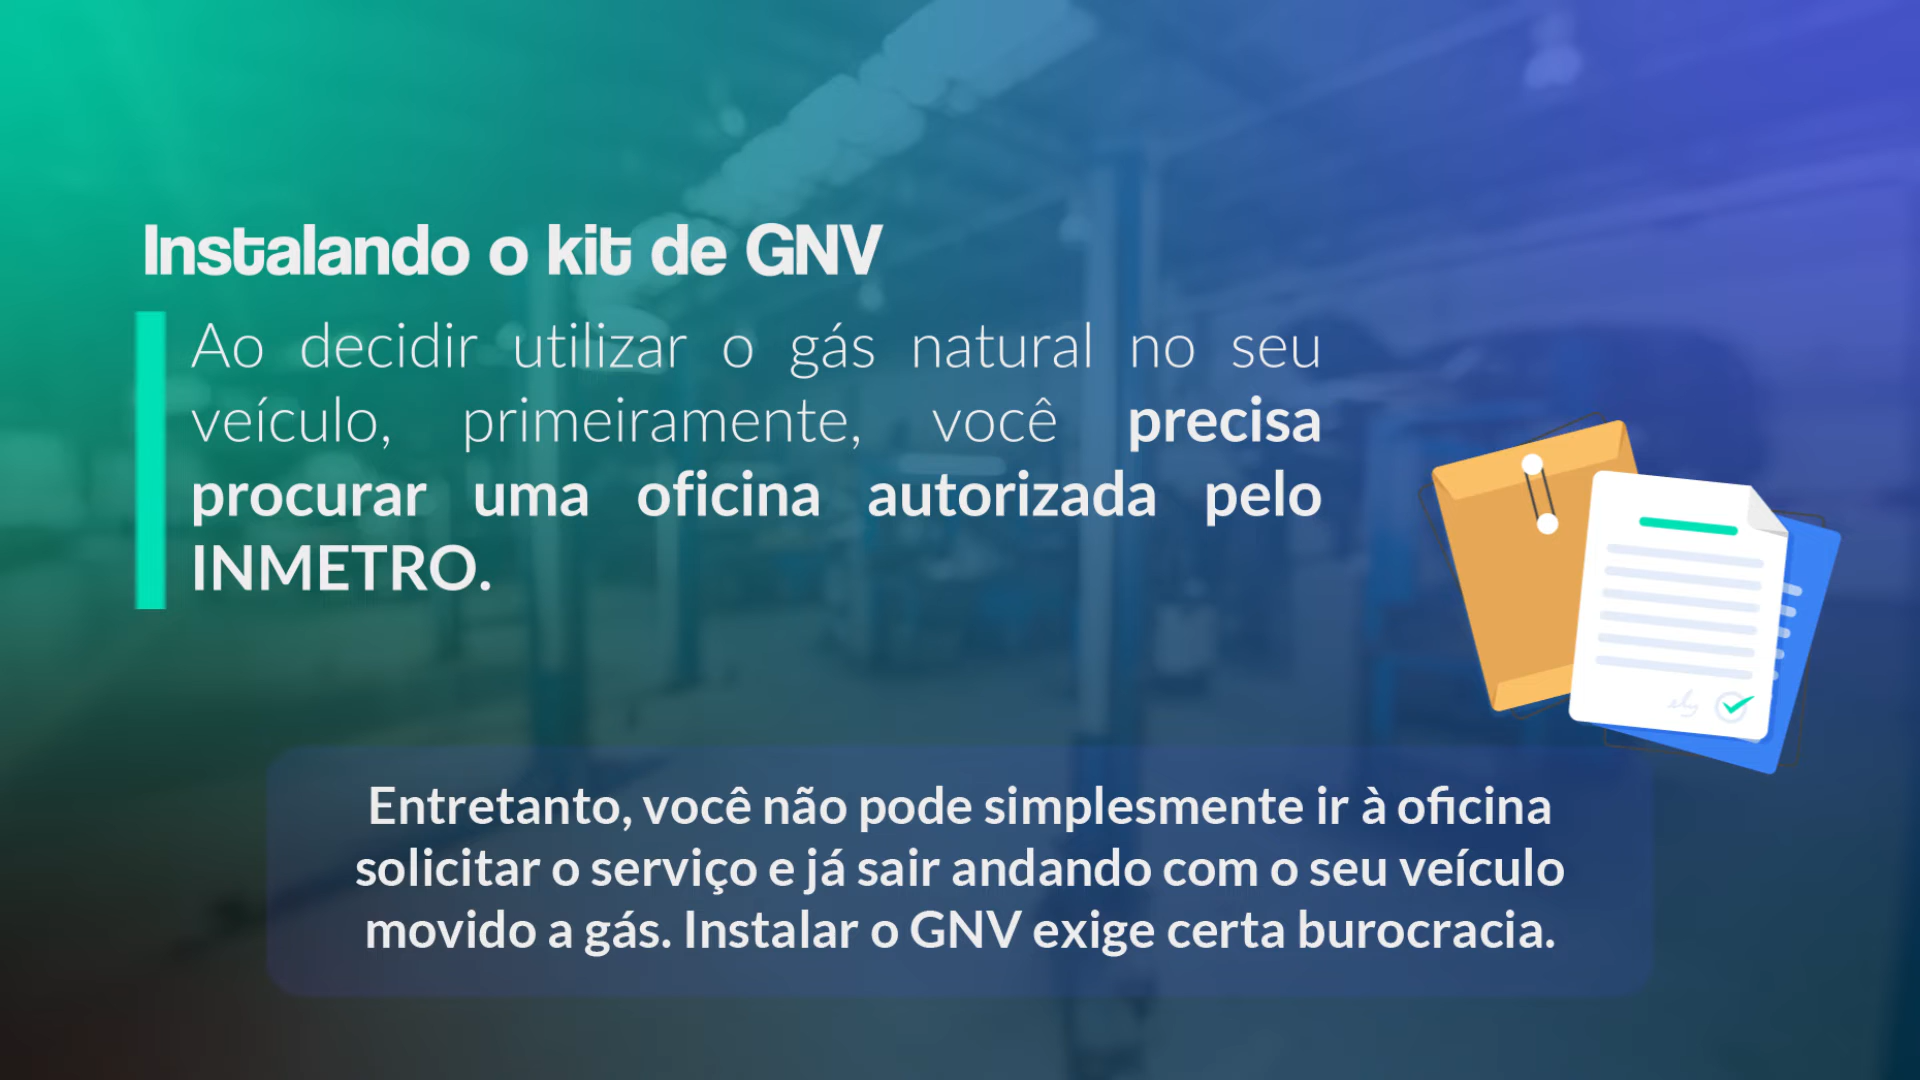 Instalando o kit de GNV
Ao decidir utilizar o gás natural no seu
veículo, primeiramente, você precisa
procurar uma oficina autorizada pelo
INMETRO.
Entretanto, você não pode simplesmente ir à oficina
solicitar o serviço e já sair andando com o seu veículo
movido a gás. Instalar o GNV exige certa burocracia.